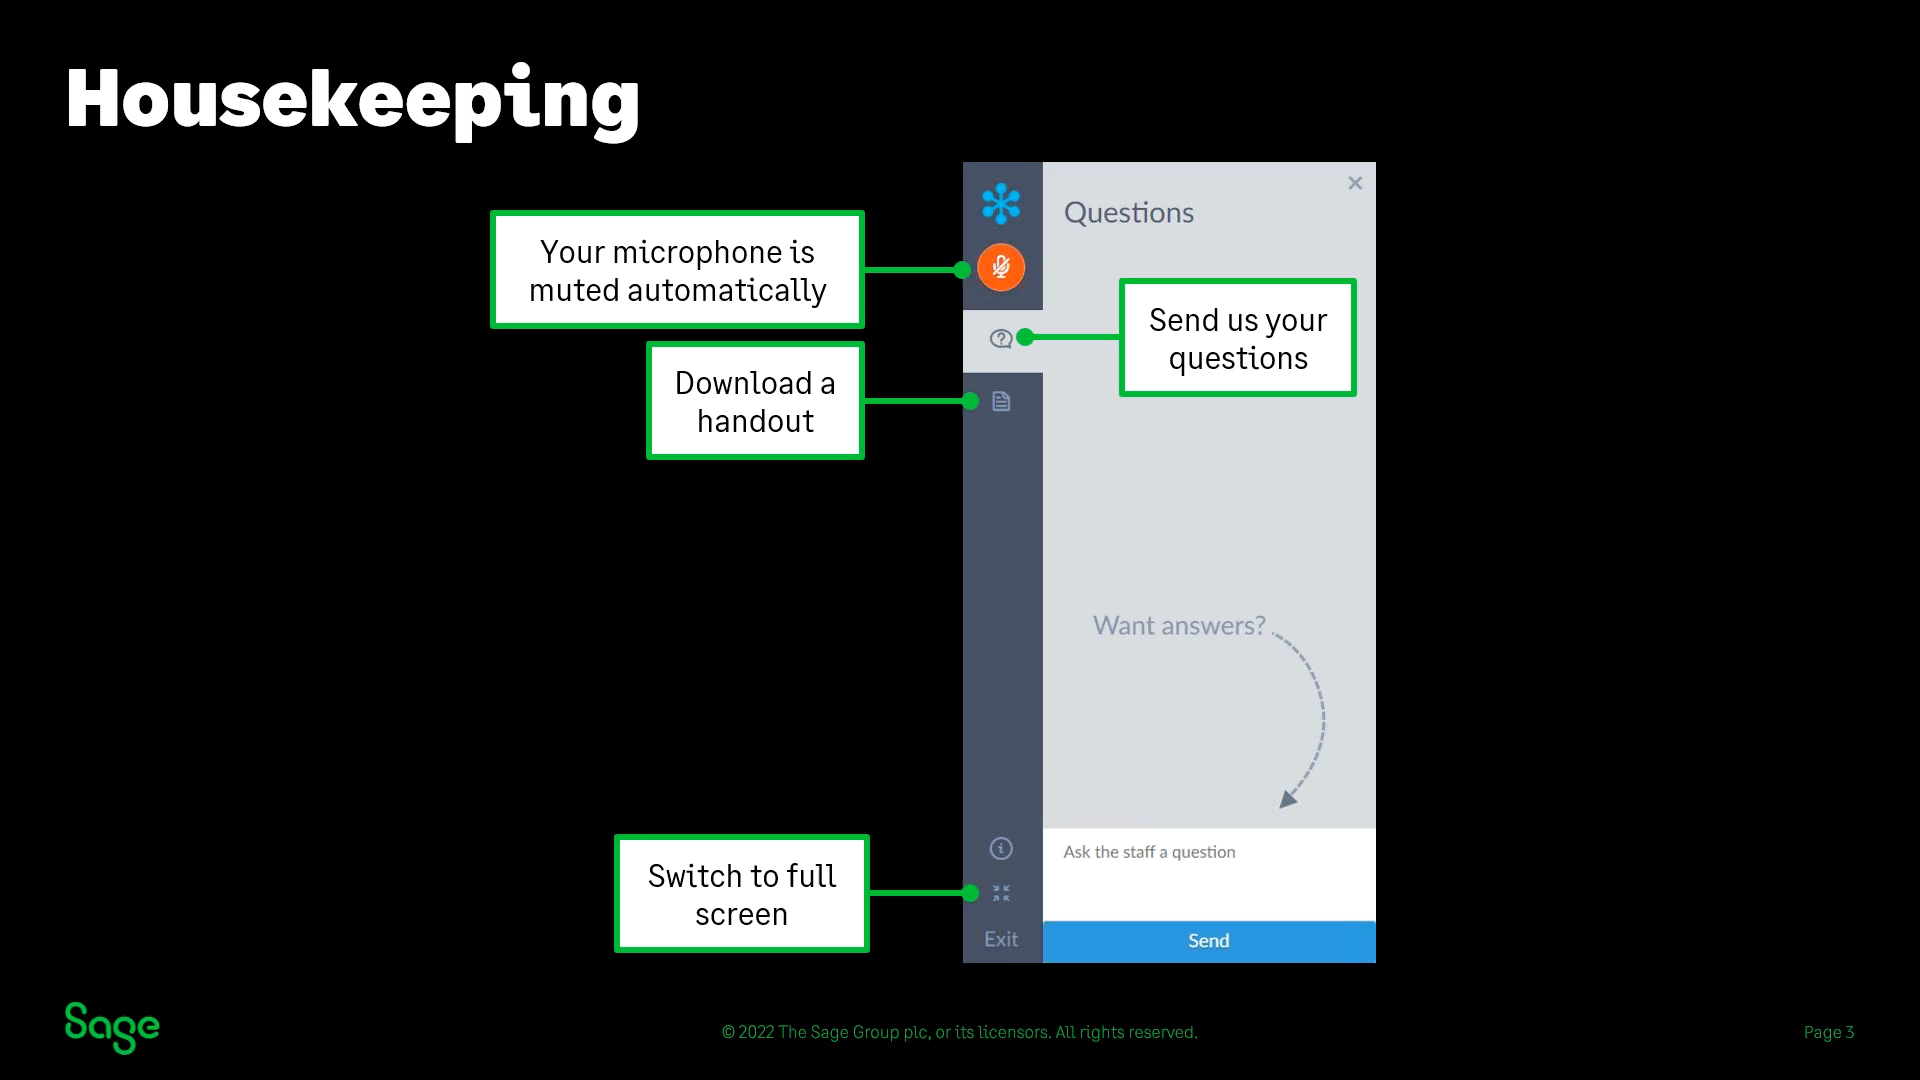 Housekeeping
Your microphone is
muted automatically
Download a
handout
Questions
Send us your
questions
Want answers?
Switch to full
screen
Ask the staff a question
Exit
Send
Sage
© 2022 The Sage Group plc, or its licensors. All rights reserved.
Page 3